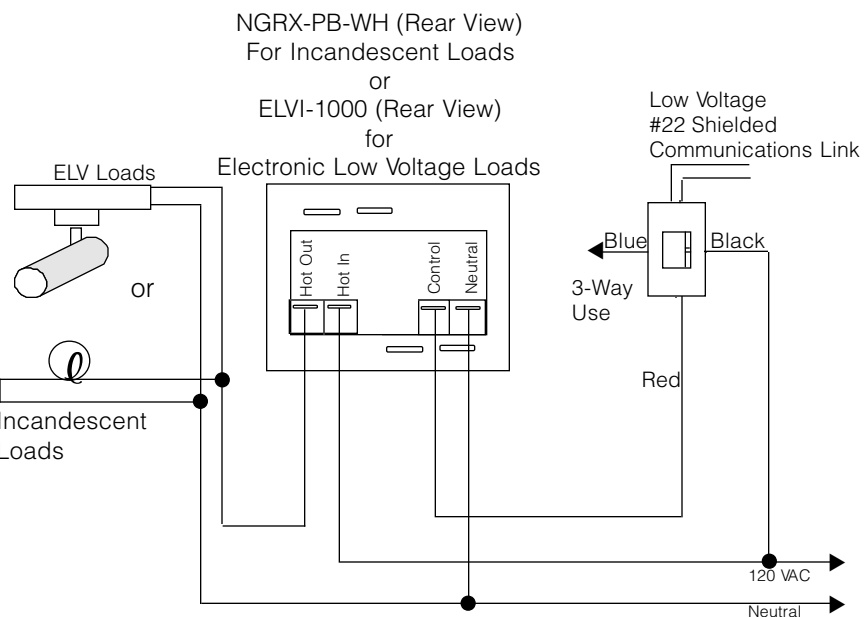 NGRX-PB-WH (Rear View)
For Incandescent Loads
or
ELVI-1000 (Rear View)
for
Electronic Low Voltage Loads
Low Voltage
#22 Shielded
Communications Link
ELV Loads
or
Incandescent
Loads
Hot Out
Hot In
Control
Neutral
Blue
Black
3-Way
Use
Red
120 VAC
Neutral